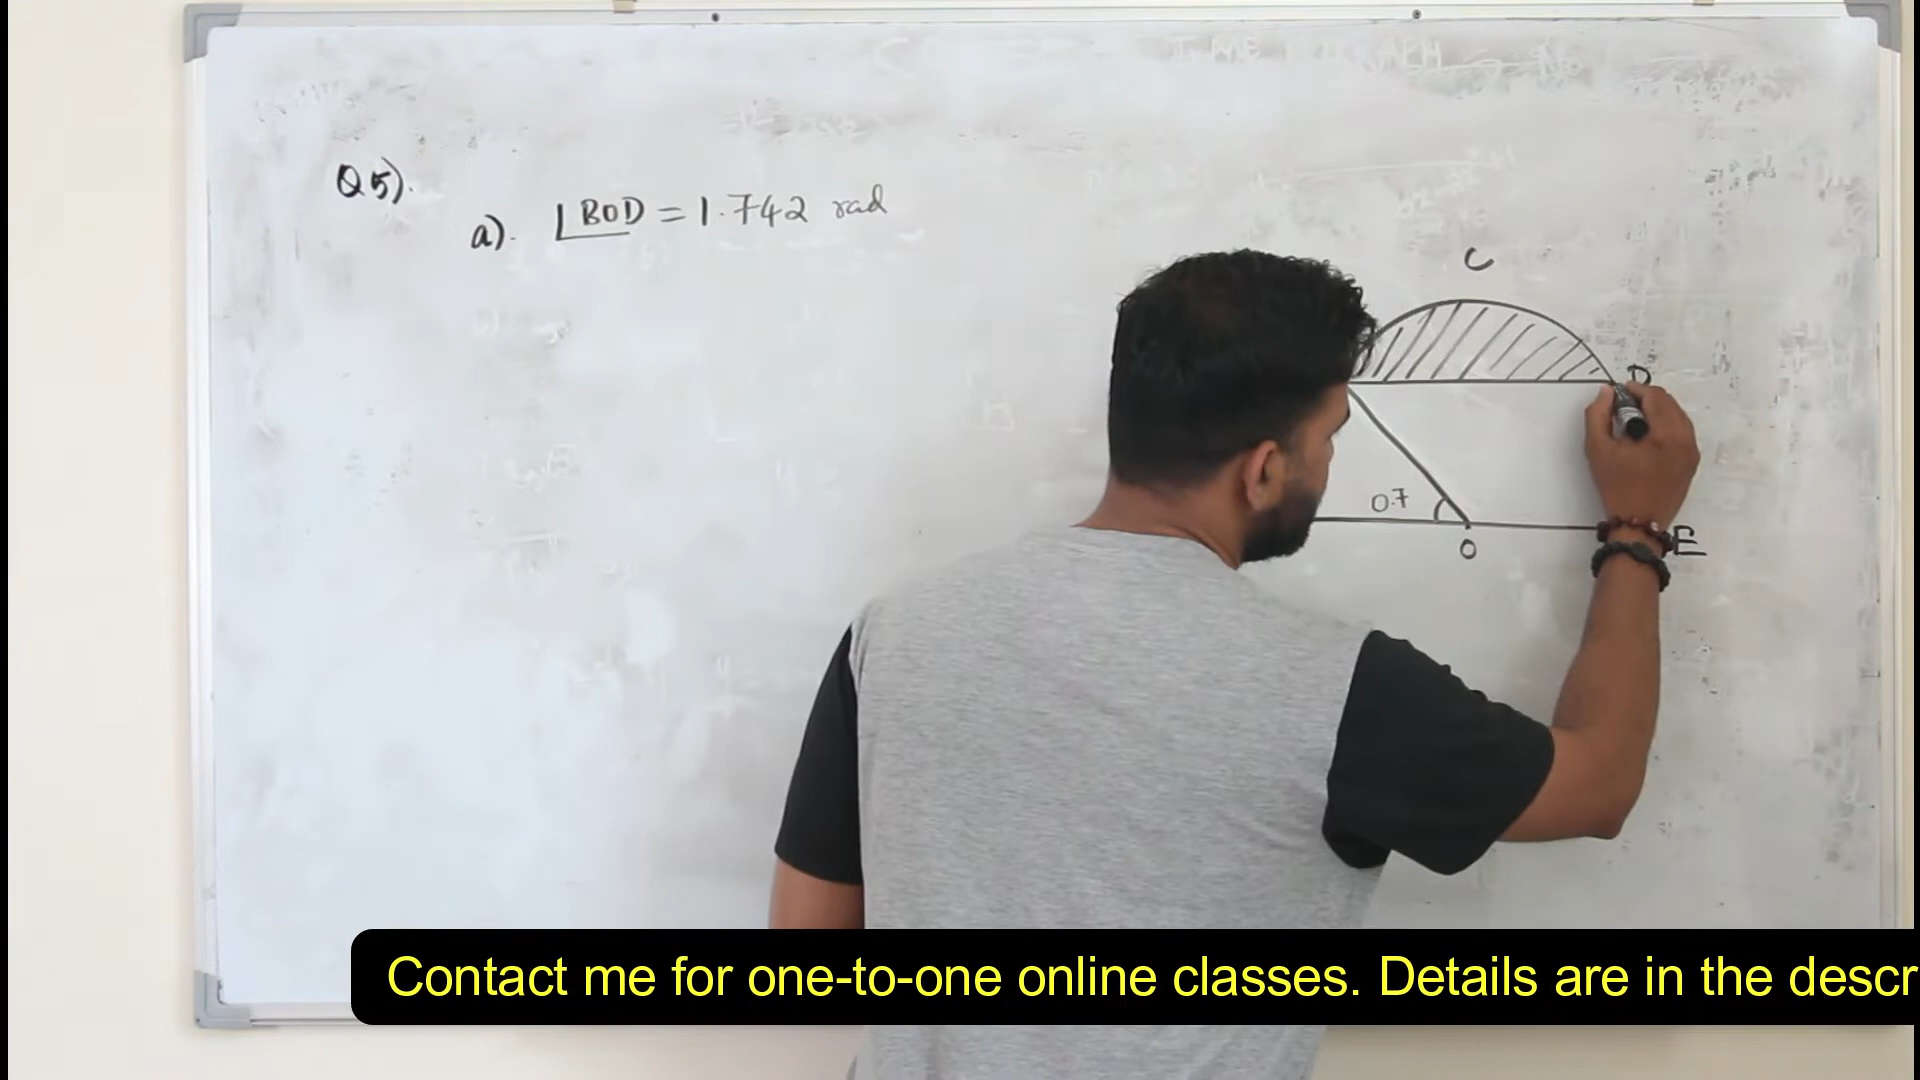 Q5).
a). ∠BOD = 1.742 rad
C
D
0.7
O
E
Contact me for one-to-one online classes. Details are in the descr